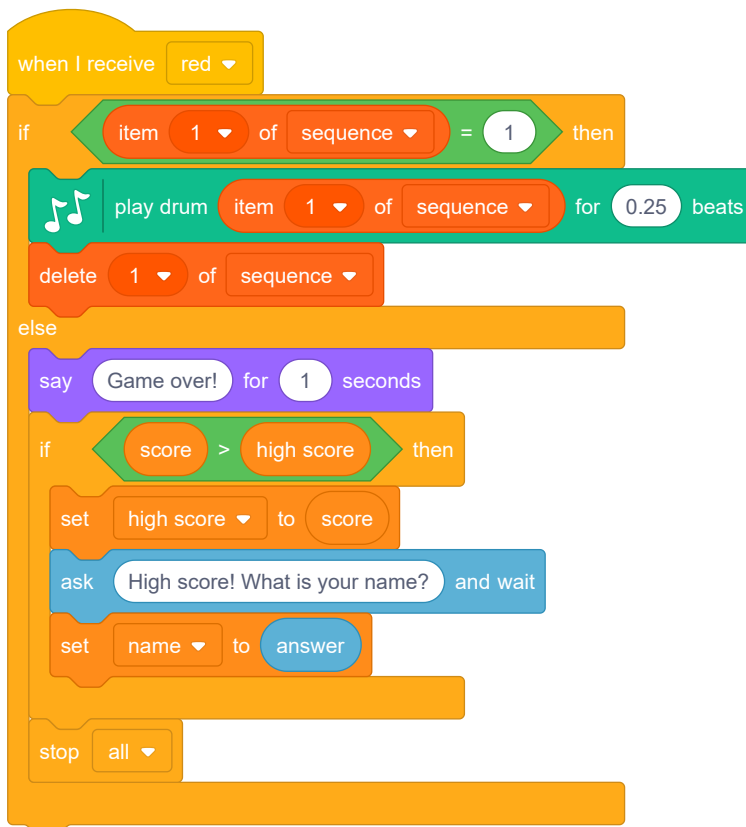 when I receive red
if item 1 of sequence = 1 then
play drum item 1 of sequence for 0.25 beats
delete 1 of sequence
else
say Game over! for 1 seconds
if score > high score then
set high score to score
ask High score! What is your name? and wait
set name to answer
stop all